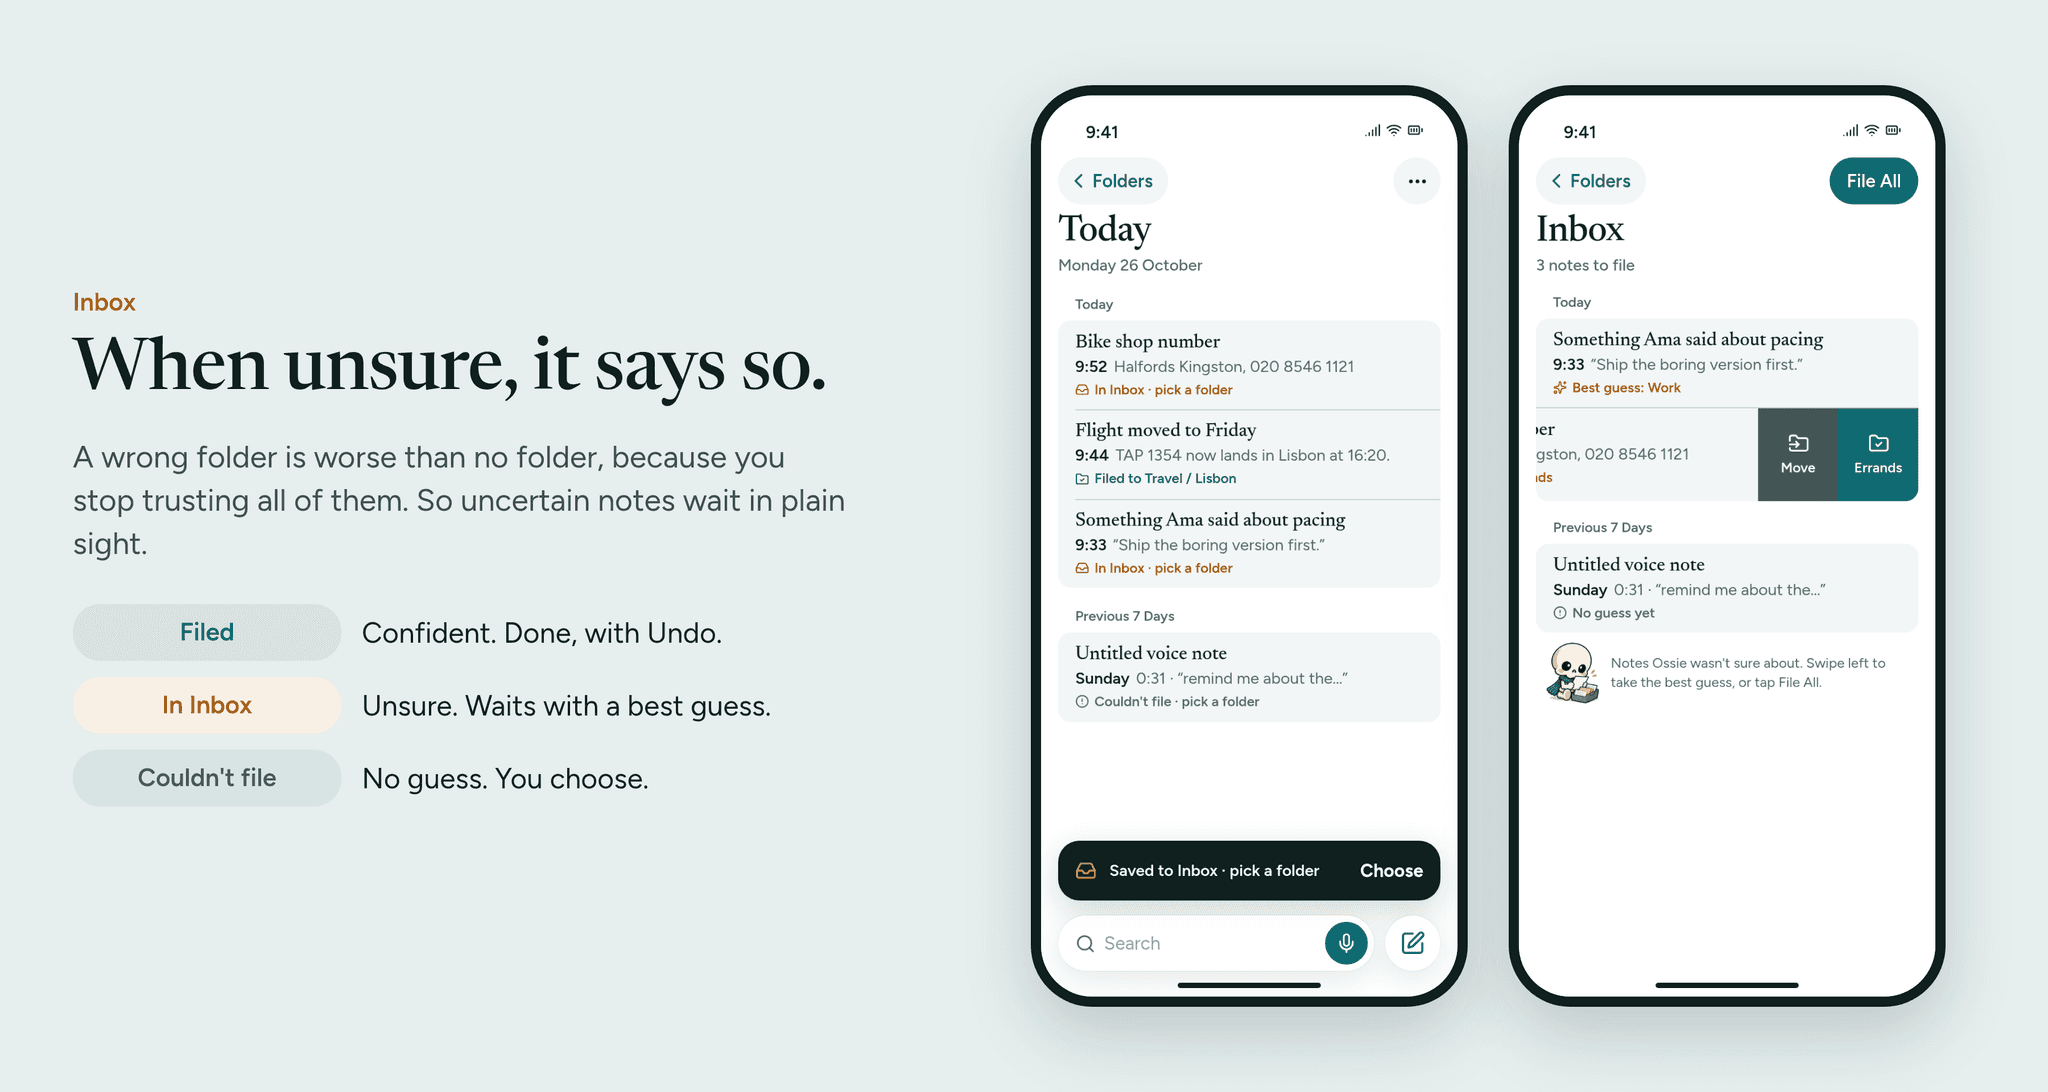 Inbox
When unsure, it says so.
A wrong folder is worse than no folder, because you
stop trusting all of them. So uncertain notes wait in plain
sight.
Filed
Confident. Done, with Undo.
In Inbox
Unsure. Waits with a best guess.
Couldn't file
No guess. You choose.
9:41
Folders
Today
Monday 26 October
Today
Bike shop number
9:52 Halfords Kingston, 020 8546 1121
In Inbox · pick a folder
Flight moved to Friday
9:44 TAP 1354 now lands in Lisbon at 16:20.
Filed to Travel / Lisbon
Something Ama said about pacing
9:33 “Ship the boring version first.”
In Inbox · pick a folder
Previous 7 Days
Untitled voice note
Sunday 0:31 · “remind me about the…”
Couldn't file · pick a folder
Saved to Inbox · pick a folder
Choose
Search
9:41
Folders
File All
Inbox
3 notes to file
Today
Something Ama said about pacing
9:33 “Ship the boring version first.”
Best guess: Work
ber
gston, 020 8546 1121
nds
Move
Errands
Previous 7 Days
Untitled voice note
Sunday 0:31 · “remind me about the…”
No guess yet
Notes Ossie wasn't sure about. Swipe left to
take the best guess, or tap File All.